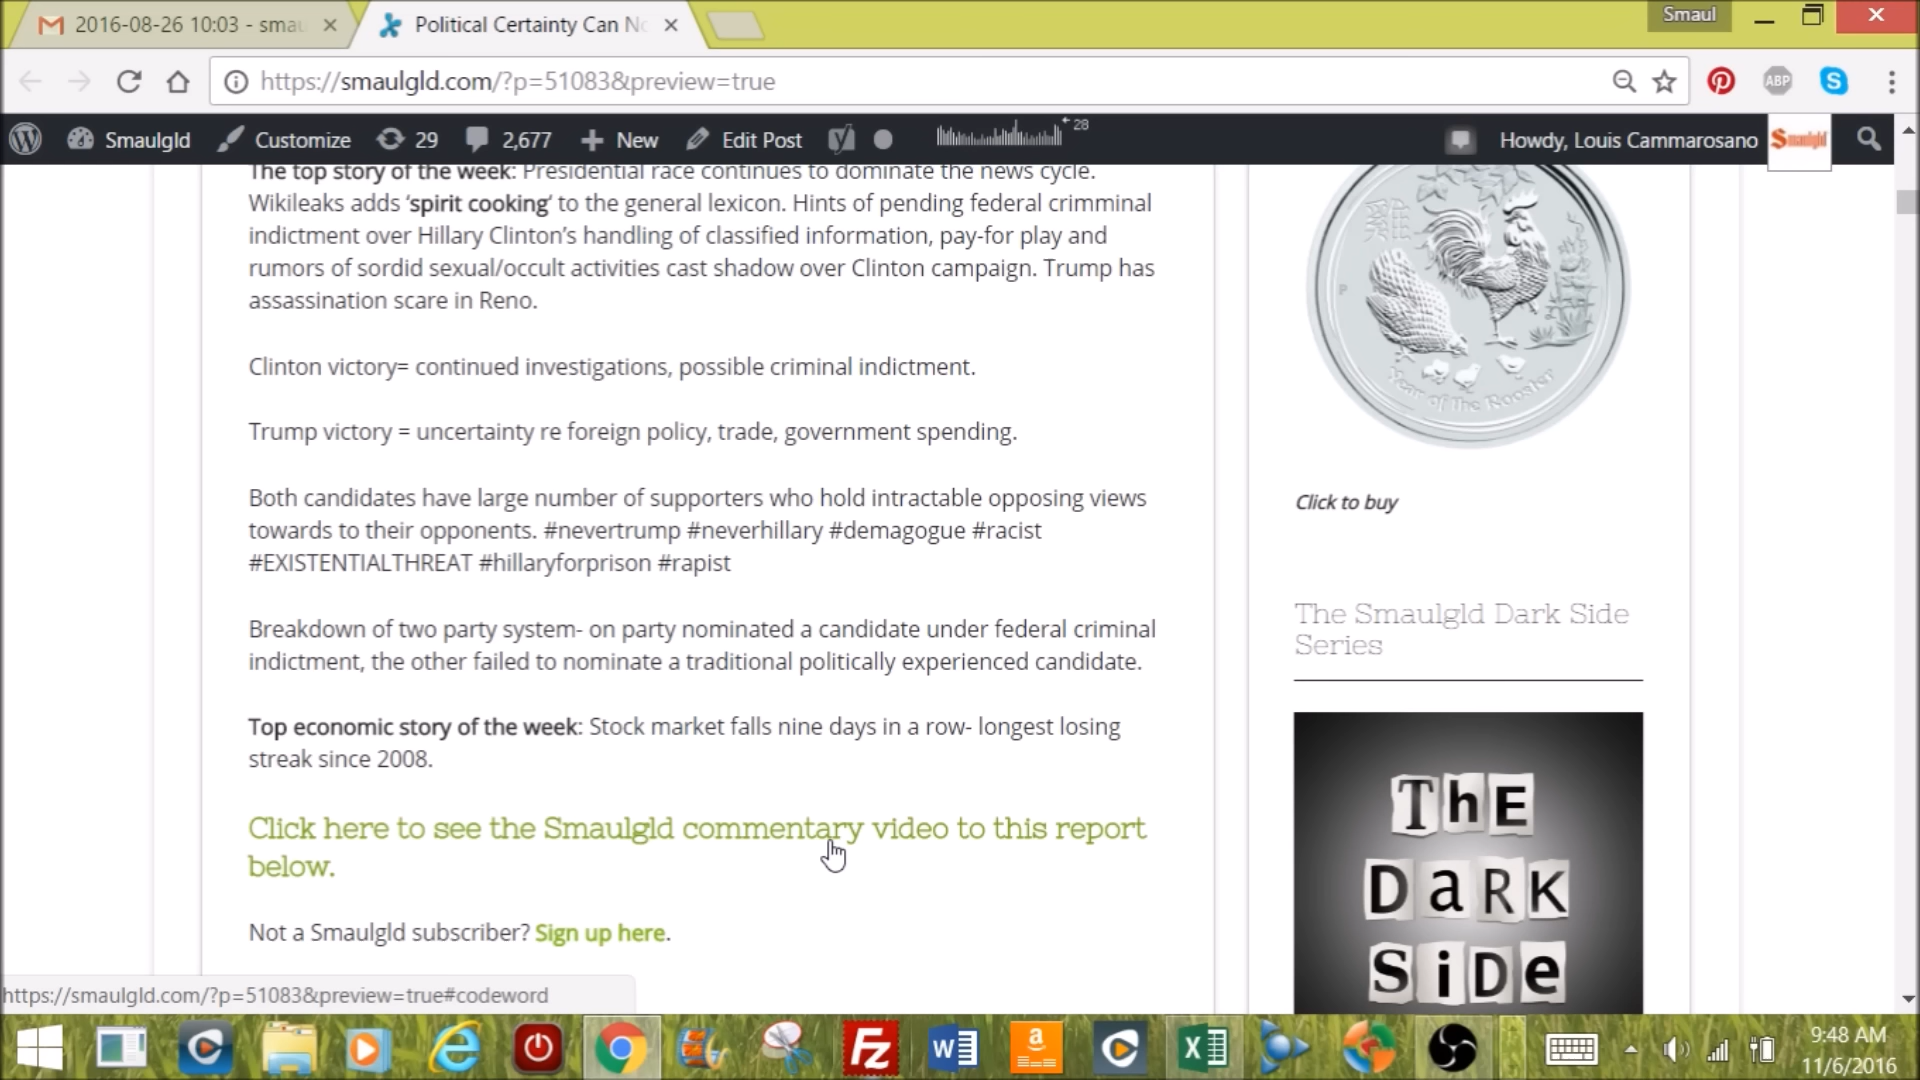 2016-08-26 10:03 - smau
Political Certainty Can No
Smaul
https://smaulgld.com/?p=51083&preview=true
ABP
Smaulgld
Customize
29
2,677
New
Edit Post
28
Howdy, Louis Cammarosano
Smaulgld
The top story of the week: Presidential race continues to dominate the news cycle.
Wikileaks adds ‘spirit cooking’ to the general lexicon. Hints of pending federal crimminal
indictment over Hillary Clinton’s handling of classified information, pay-for play and
rumors of sordid sexual/occult activities cast shadow over Clinton campaign. Trump has
assassination scare in Reno.
Clinton victory= continued investigations, possible criminal indictment.
Trump victory = uncertainty re foreign policy, trade, government spending.
Both candidates have large number of supporters who hold intractable opposing views
towards to their opponents. #nevertrump #neverhillary #demagogue #racist
#EXISTENTIALTHREAT #hillaryforprison #rapist
Breakdown of two party system- on party nominated a candidate under federal criminal
indictment, the other failed to nominate a traditional politically experienced candidate.
Top economic story of the week: Stock market falls nine days in a row- longest losing
streak since 2008.
Click here to see the Smaulgld commentary video to this report
below.
Not a Smaulgld subscriber? Sign up here.
P
Year of the Rooster
Click to buy
The Smaulgld Dark Side
Series
ThE
DaRK
SiDe
https://smaulgld.com/?p=51083&preview=true#codeword
9:48 AM
11/6/2016